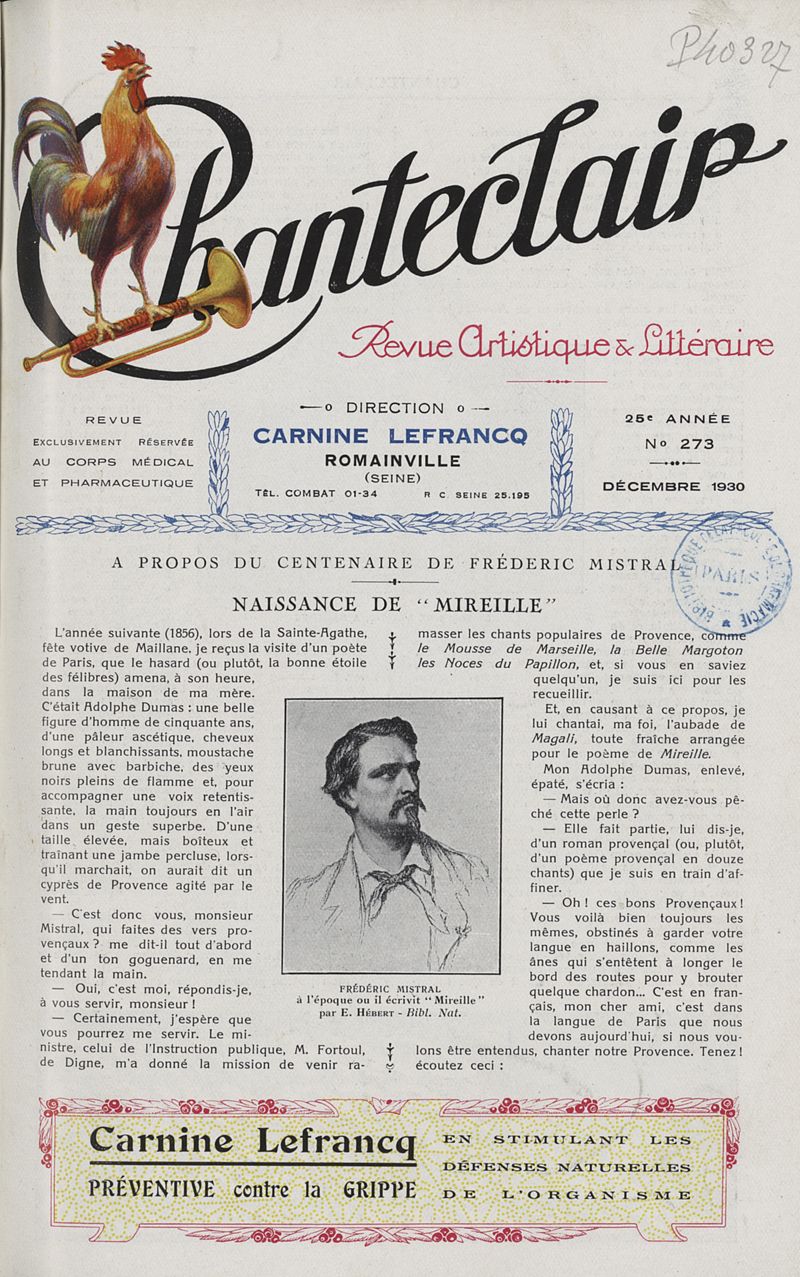 P40327
Chanteclair
Revue Artistique & Littéraire
REVUE
EXCLUSIVEMENT RÉSERVÉE
AU CORPS MÉDICAL
ET PHARMACEUTIQUE
DIRECTION
CARNINE LEFRANCQ
ROMAINVILLE
(SEINE)
TÉL. COMBAT 01-34 R C SEINE 25.195
25e ANNÉE
No 273
DÉCEMBRE 1930
A PROPOS DU CENTENAIRE DE FRÉDERIC MISTRAL
PARIS
NAISSANCE DE “MIREILLE”
L'année suivante (1856), lors de la Sainte-Agathe,
fête votive de Maillane, je reçus la visite d'un poète
de Paris, que le hasard (ou plutôt, la bonne étoile
des félibres) amena, à son heure,
dans la maison de ma mère.
C'était Adolphe Dumas : une belle
figure d'homme de cinquante ans,
d'une pâleur ascétique, cheveux
longs et blanchissants, moustache
brune avec barbiche, des yeux
noirs pleins de flamme et, pour
accompagner une voix retentis-
sante, la main toujours en l'air
dans un geste superbe. D'une
taille élevée, mais boîteux et
traînant une jambe percluse, lors-
qu'il marchait, on aurait dit un
cyprès de Provence agité par le
vent.
— C'est donc vous, monsieur
Mistral, qui faites des vers pro-
vençaux ? me dit-il tout d'abord
et d'un ton goguenard, en me
tendant la main.
— Oui, c'est moi, répondis-je,
à vous servir, monsieur !
— Certainement, j'espère que
vous pourrez me servir. Le mi-
nistre, celui de l'Instruction publique, M. Fortoul,
de Digne, m'a donné la mission de venir ra-
FRÉDÉRIC MISTRAL
à l'époque ou il écrivit “Mireille”
par E. HÉBERT - Bibl. Nat.
masser les chants populaires de Provence, comme
le Mousse de Marseille, la Belle Margoton
les Noces du Papillon, et, si vous en saviez
quelqu'un, je suis ici pour les
recueillir.
Et, en causant à ce propos, je
lui chantai, ma foi, l'aubade de
Magali, toute fraîche arrangée
pour le poème de Mireille.
Mon Adolphe Dumas, enlevé,
épaté, s'écria :
— Mais où donc avez-vous pê-
ché cette perle ?
— Elle fait partie, lui dis-je,
d'un roman provençal (ou, plutôt,
d'un poème provençal en douze
chants) que je suis en train d'af-
finer.
— Oh ! ces bons Provençaux !
Vous voilà bien toujours les
mêmes, obstinés à garder votre
langue en haillons, comme les
ânes qui s'entêtent à longer le
bord des routes pour y brouter
quelque chardon... C'est en fran-
çais, mon cher ami, c'est dans
la langue de Paris que nous
devons aujourd'hui, si nous vou-
lons être entendus, chanter notre Provence. Tenez !
écoutez ceci :
Carnine Lefrancq
PRÉVENTIVE contre la GRIPPE
EN STIMULANT LES
DÉFENSES NATURELLES
DE L'ORGANISME